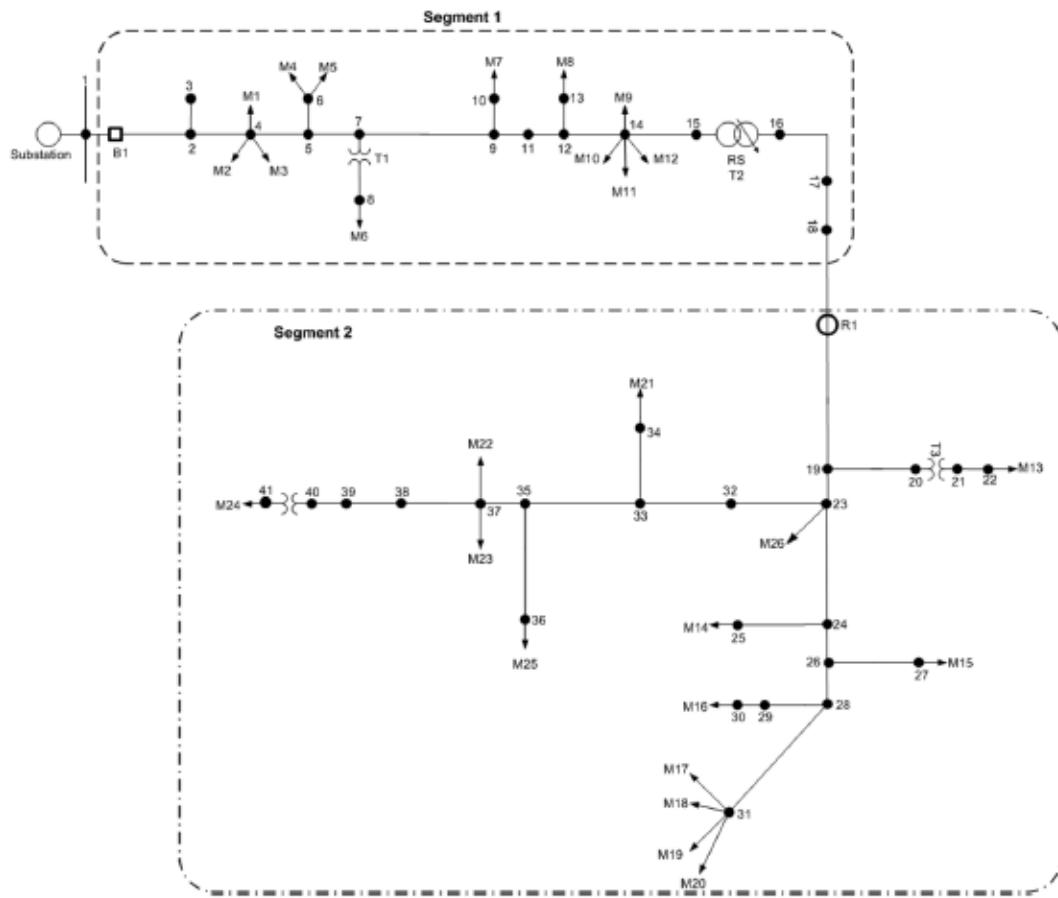 Segment 1
M4 M5 M7 M8
1 3 M1 6 10 13 M9
4 7 14
Substation B1 2 5 T1 9 11 12 15 16
M2 M3 M10 M12 RS
M11 T2
8 17
M6 18
Segment 2 R1
M21
34
M22 19 T3 M13
20 21 22
41 40 39 38 35 32
M24 37 33 23
M23 M26
36 M14 24
25
M25 26 M15
27
M16 28
30 29
M17
M18 31
M19
M20